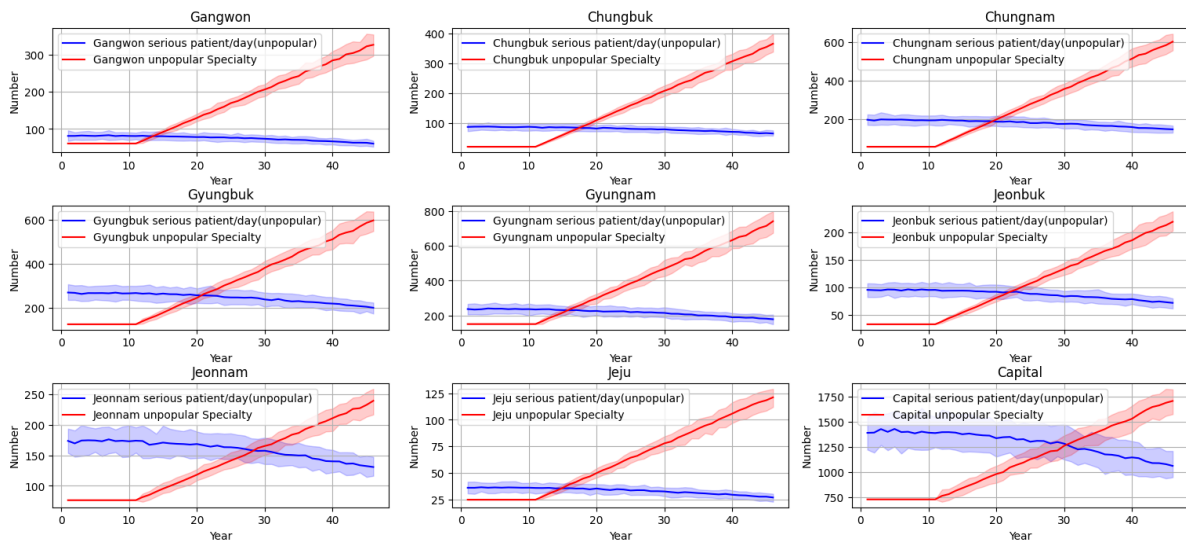 Gangwon
Gangwon serious patient/day(unpopular)
Gangwon unpopular Specialty
Number
300
200
100
0 10 20 30 40
Year
Chungbuk
Chungbuk serious patient/day(unpopular)
Chungbuk unpopular Specialty
Number
400
300
200
100
0 10 20 30 40
Year
Chungnam
Chungnam serious patient/day(unpopular)
Chungnam unpopular Specialty
Number
600
400
200
0 10 20 30 40
Year
Gyungbuk
Gyungbuk serious patient/day(unpopular)
Gyungbuk unpopular Specialty
Number
600
400
200
0 10 20 30 40
Year
Gyungnam
Gyungnam serious patient/day(unpopular)
Gyungnam unpopular Specialty
Number
800
600
400
200
0 10 20 30 40
Year
Jeonbuk
Jeonbuk serious patient/day(unpopular)
Jeonbuk unpopular Specialty
Number
200
150
100
50
0 10 20 30 40
Year
Jeonnam
Jeonnam serious patient/day(unpopular)
Jeonnam unpopular Specialty
Number
250
200
150
100
0 10 20 30 40
Year
Jeju
Jeju serious patient/day(unpopular)
Jeju unpopular Specialty
Number
125
100
75
50
25
0 10 20 30 40
Year
Capital
Capital serious patient/day(unpopular)
Capital unpopular Specialty
Number
1750
1500
1250
1000
750
0 10 20 30 40
Year